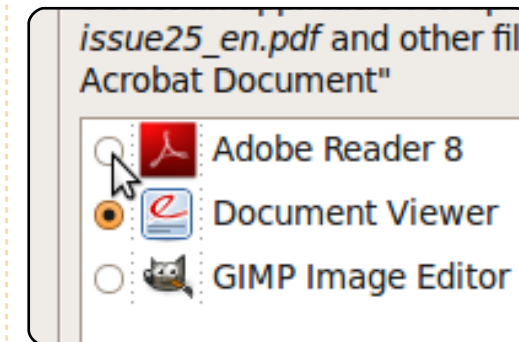 issue25_en.pdf and other fil
Acrobat Document"
Adobe Reader 8
Document Viewer
GIMP Image Editor